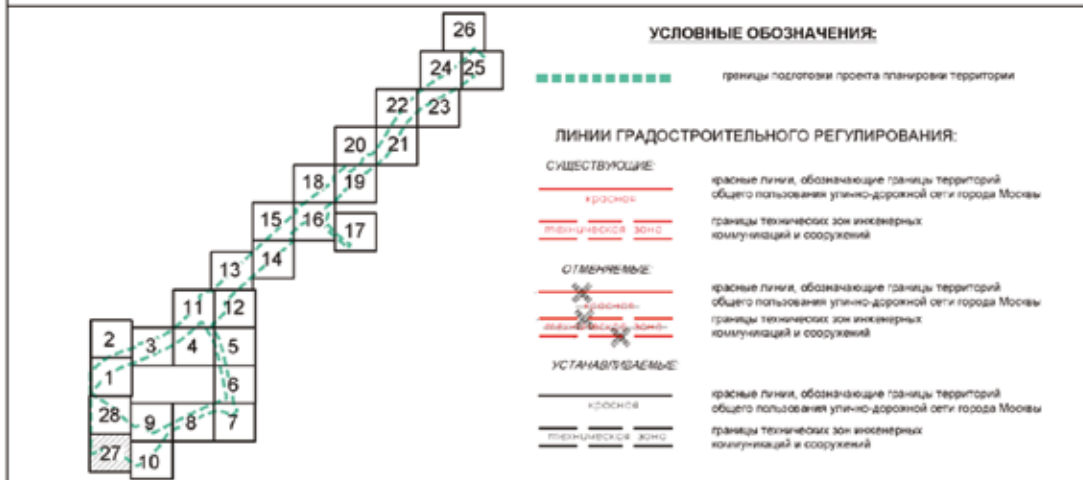 26
24 25
22 23
20 21
18 19
15 16 17
13 14
11 12
2 3 4 5
1 6
28 9 8 7
27 10
УСЛОВНЫЕ ОБОЗНАЧЕНИЯ:
границы подготовки проекта планировки территории
ЛИНИИ ГРАДОСТРОИТЕЛЬНОГО РЕГУЛИРОВАНИЯ:
СУЩЕСТВУЮЩИЕ:
красная
красные линии, обозначающие границы территорий
общего пользования улично-дорожной сети города Москвы
техническая зона
границы технических зон инженерных
коммуникаций и сооружений
ОТМЕНЯЕМЫЕ:
красная
красные линии, обозначающие границы территорий
общего пользования улично-дорожной сети города Москвы
техническая зона
границы технических зон инженерных
коммуникаций и сооружений
УСТАНАВЛИВАЕМЫЕ:
красная
красные линии, обозначающие границы территорий
общего пользования улично-дорожной сети города Москвы
техническая зона
границы технических зон инженерных
коммуникаций и сооружений